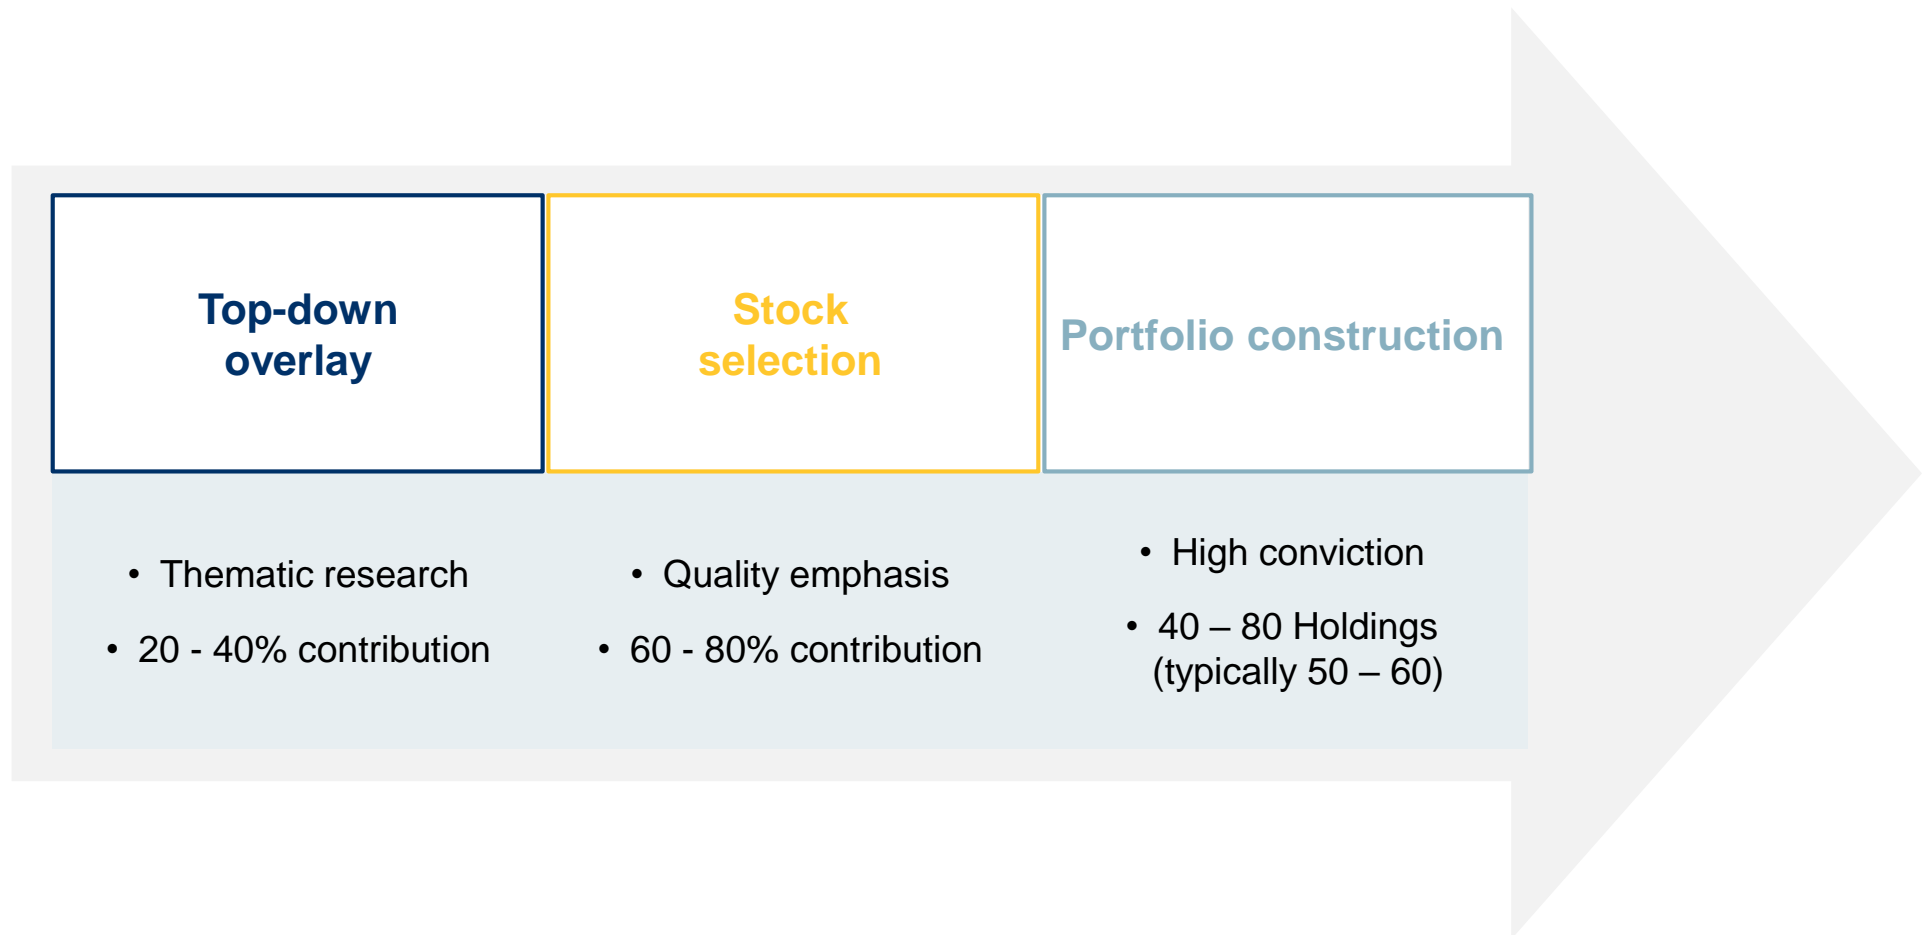 Top-down
overlay
Stock
selection
Portfolio construction
• Thematic research
• 20 - 40% contribution
• Quality emphasis
• 60 - 80% contribution
• High conviction
• 40 – 80 Holdings
(typically 50 – 60)